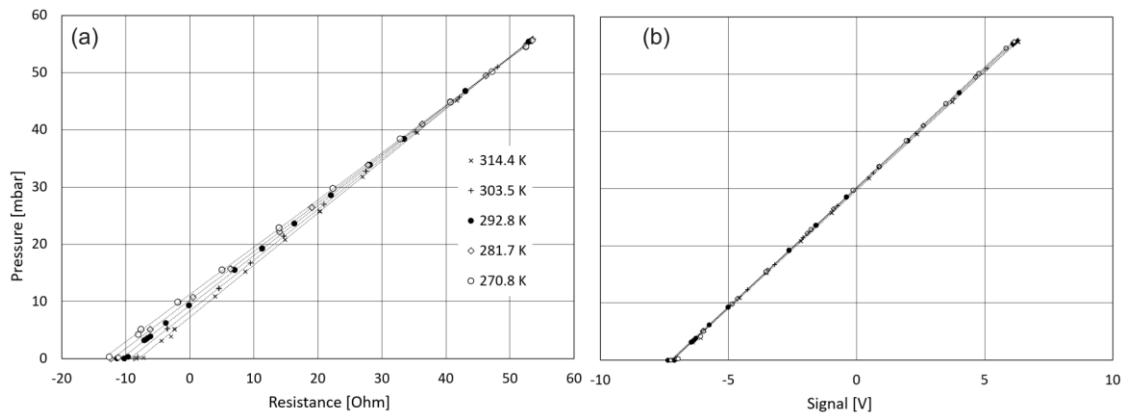 (a)
(b)
Pressure [mbar]
60
50
40
30
20
10
0
× 314.4 K
+ 303.5 K
● 292.8 K
◇ 281.7 K
○ 270.8 K
-20 -10 0 10 20 30 40 50 60
Resistance [Ohm]
-10 -5 0 5 10
Signal [V]